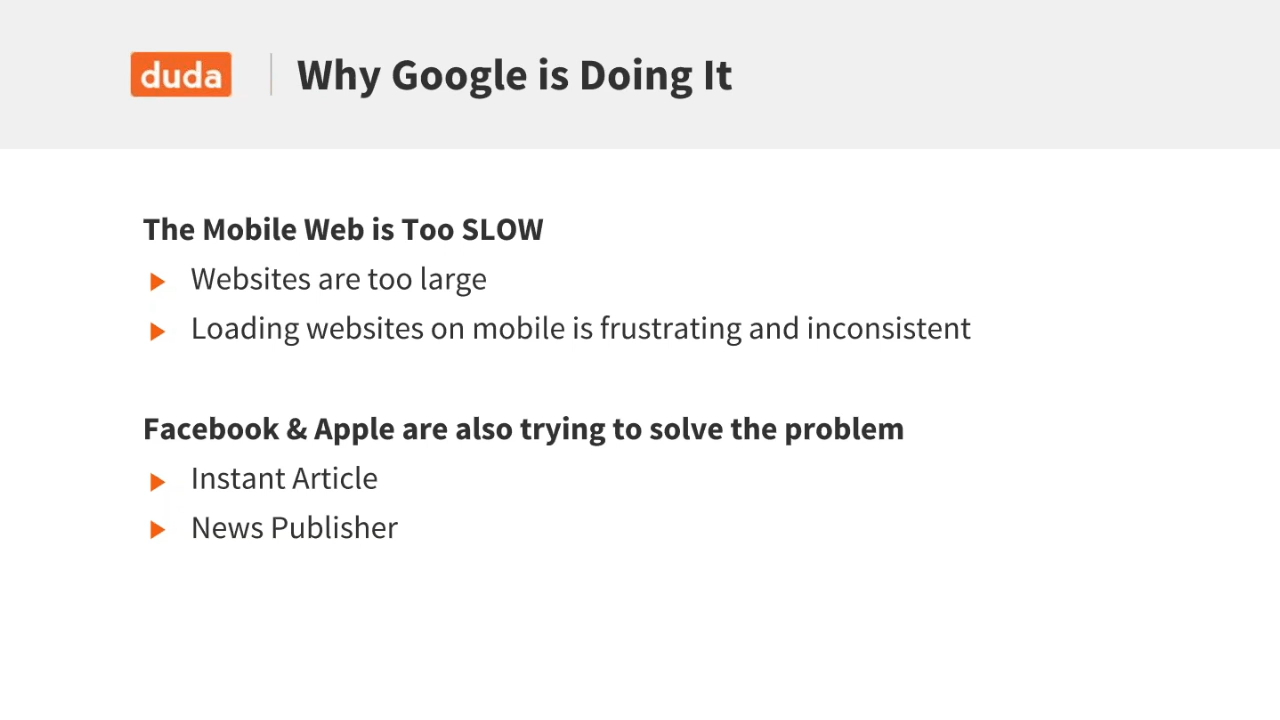 duda
Why Google is Doing It
The Mobile Web is Too SLOW
Websites are too large
Loading websites on mobile is frustrating and inconsistent
Facebook & Apple are also trying to solve the problem
Instant Article
News Publisher